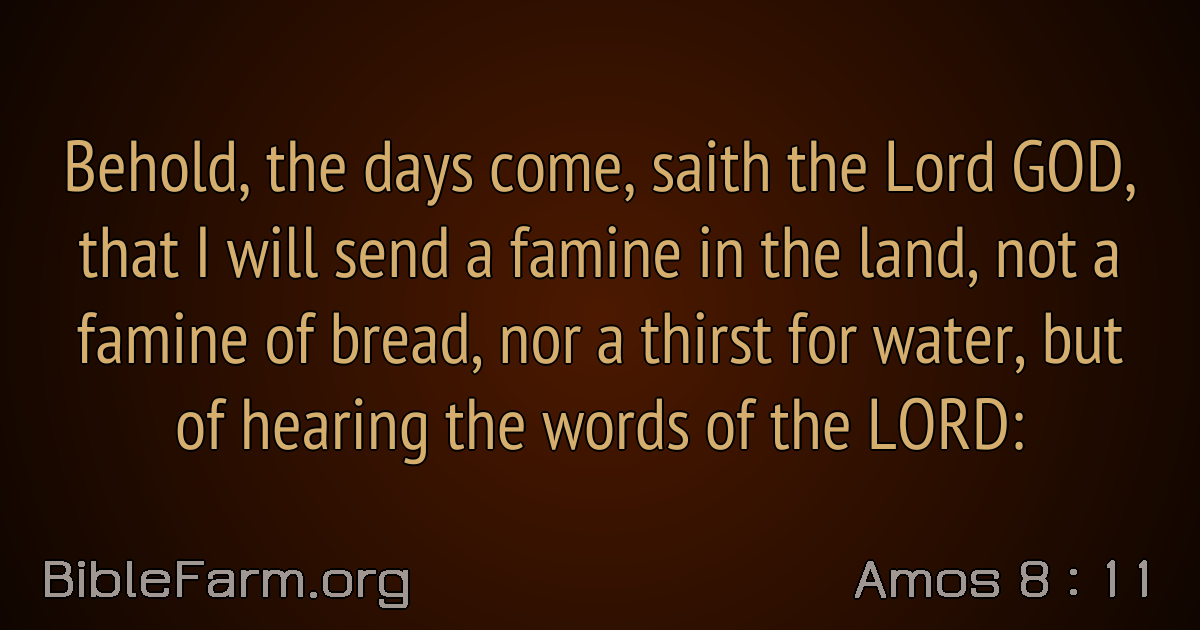 Behold, the days come, saith the Lord GOD,
that I will send a famine in the land, not a
famine of bread, nor a thirst for water, but
of hearing the words of the LORD:
BibleFarm.org
Amos 8 : 11